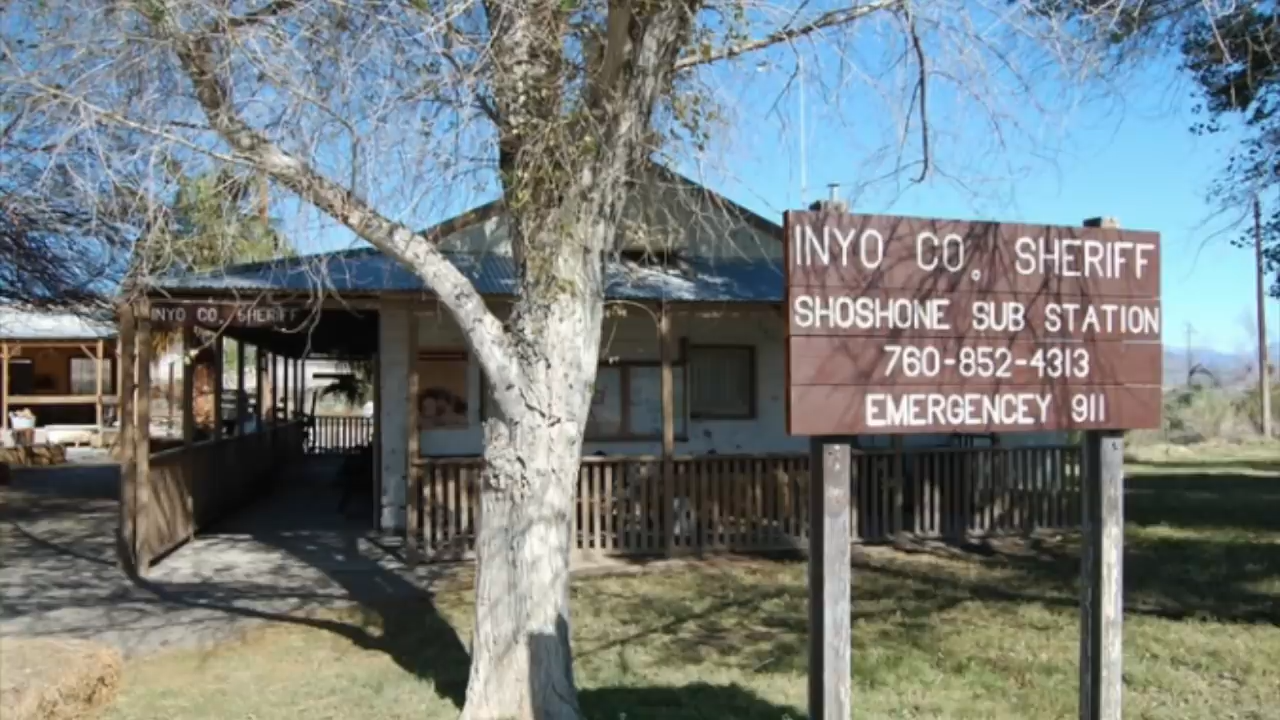 INYO CO. SHERIFF
INYO CO. SHERIFF
SHOSHONE SUB STATION
760-852-4313
EMERGENCEY 911